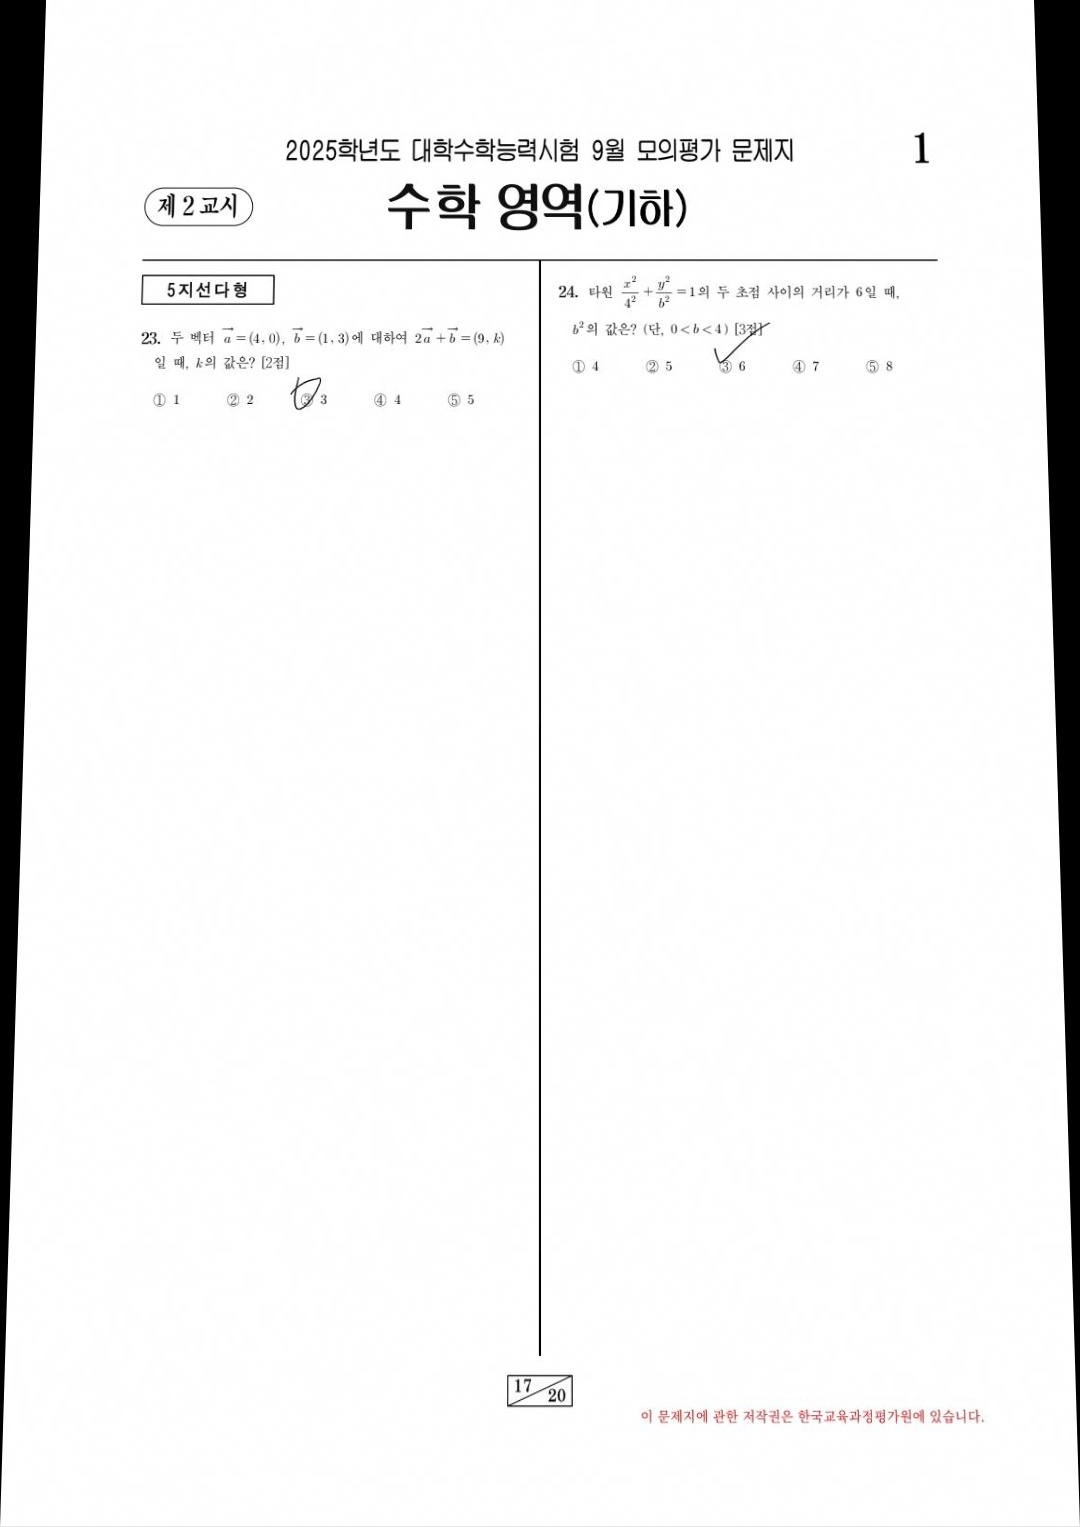 2025학년도 대학수학능력시험 9월 모의평가 문제지
1
제 2 교시
수학 영역(기하)
5지선다형
23. 두 벡터 $\vec{a}=(4, 0)$, $\vec{b}=(1, 3)$에 대하여 $2\vec{a}+\vec{b}=(9, k)$
일 때, $k$의 값은? [2점]
① 1 ② 2 ③ 3 ④ 4 ⑤ 5
24. 타원 $\frac{x^2}{4^2}+\frac{y^2}{b^2}=1$의 두 초점 사이의 거리가 6일 때,
$b^2$의 값은? (단, $0<b<4$) [3점]
① 4 ② 5 ③ 6 ④ 7 ⑤ 8
17 20
이 문제지에 관한 저작권은 한국교육과정평가원에 있습니다.